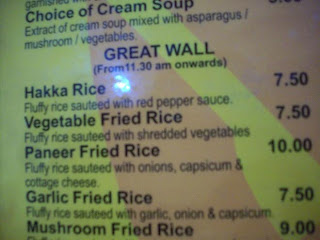 Choice of Cream Soup
Extract of cream soup mixed with asparagus /
mushroom / vegetables.
GREAT WALL
(From11.30 am onwards)
Hakka Rice 7.50
Fluffy rice sauteed with red pepper sauce.
Vegetable Fried Rice 7.50
Fluffy rice sauteed with shredded vegetables
Paneer Fried Rice 10.00
Fluffy rice sauteed with onions, capsicum &
cottage cheese.
Garlic Fried Rice 7.50
Fluffy rice sauteed with garlic, onion & capsicum.
Mushroom Fried Rice 9.00